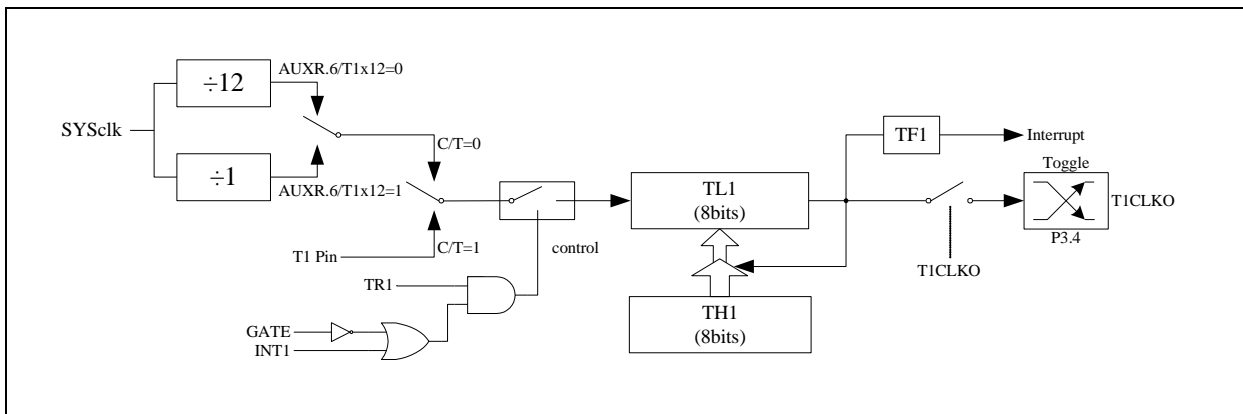 ÷12
AUXR.6/T1x12=0
SYSclk
÷1
AUXR.6/T1x12=1
C/T=0
C/T=1
T1 Pin
control
TR1
GATE
INT1
TL1
(8bits)
TH1
(8bits)
TF1
Interrupt
Toggle
T1CLKO
P3.4
T1CLKO